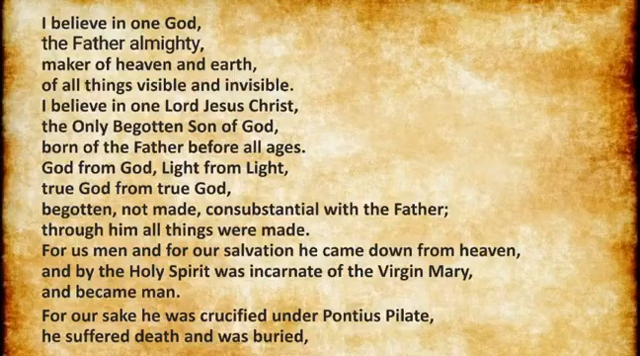 I believe in one God,
the Father almighty,
maker of heaven and earth,
of all things visible and invisible.
I believe in one Lord Jesus Christ,
the Only Begotten Son of God,
born of the Father before all ages.
God from God, Light from Light,
true God from true God,
begotten, not made, consubstantial with the Father;
through him all things were made.
For us men and for our salvation he came down from heaven,
and by the Holy Spirit was incarnate of the Virgin Mary,
and became man.
For our sake he was crucified under Pontius Pilate,
he suffered death and was buried,